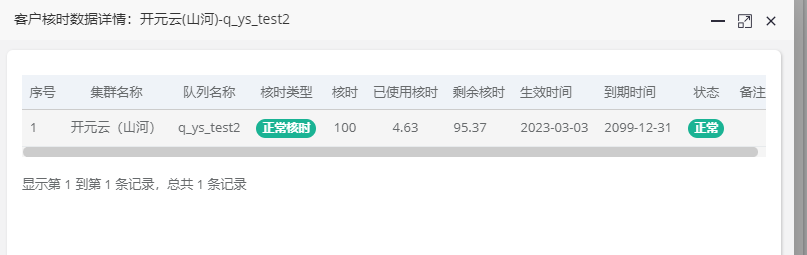 客户核时数据详情：开元云(山河)-q_ys_test2
序号 集群名称 队列名称 核时类型 核时 已使用核时 剩余核时 生效时间 到期时间 状态 备注
1 开元云（山河） q_ys_test2 正常核时 100 4.63 95.37 2023-03-03 2099-12-31 正常
显示第 1 到第 1 条记录，总共 1 条记录